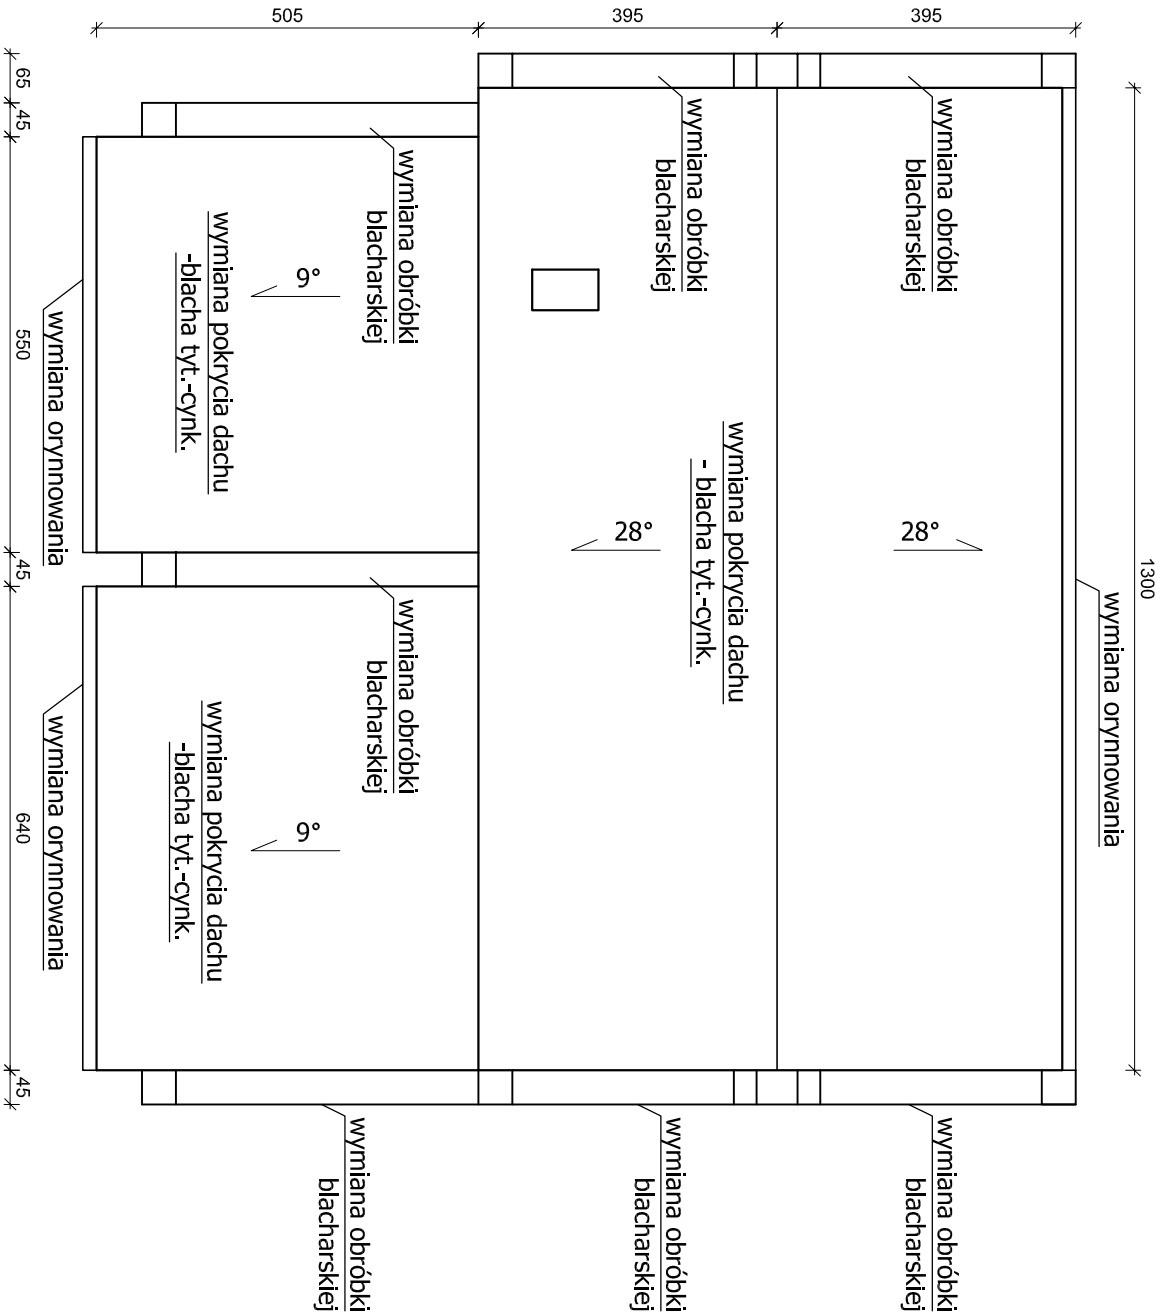 505
395
395
65
45
550
45
640
45
1300
wymiana obróbki
blacharskiej
wymiana obróbki
blacharskiej
wymiana obróbki
blacharskiej
wymiana pokrycia dachu
-blacha tyt.-cynk.
9°
wymiana orynnowania
wymiana pokrycia dachu
- blacha tyt.-cynk.
28°
28°
wymiana orynnowania
wymiana obróbki
blacharskiej
wymiana pokrycia dachu
-blacha tyt.-cynk.
9°
wymiana orynnowania
wymiana obróbki
blacharskiej
wymiana obróbki
blacharskiej
wymiana obróbki
blacharskiej